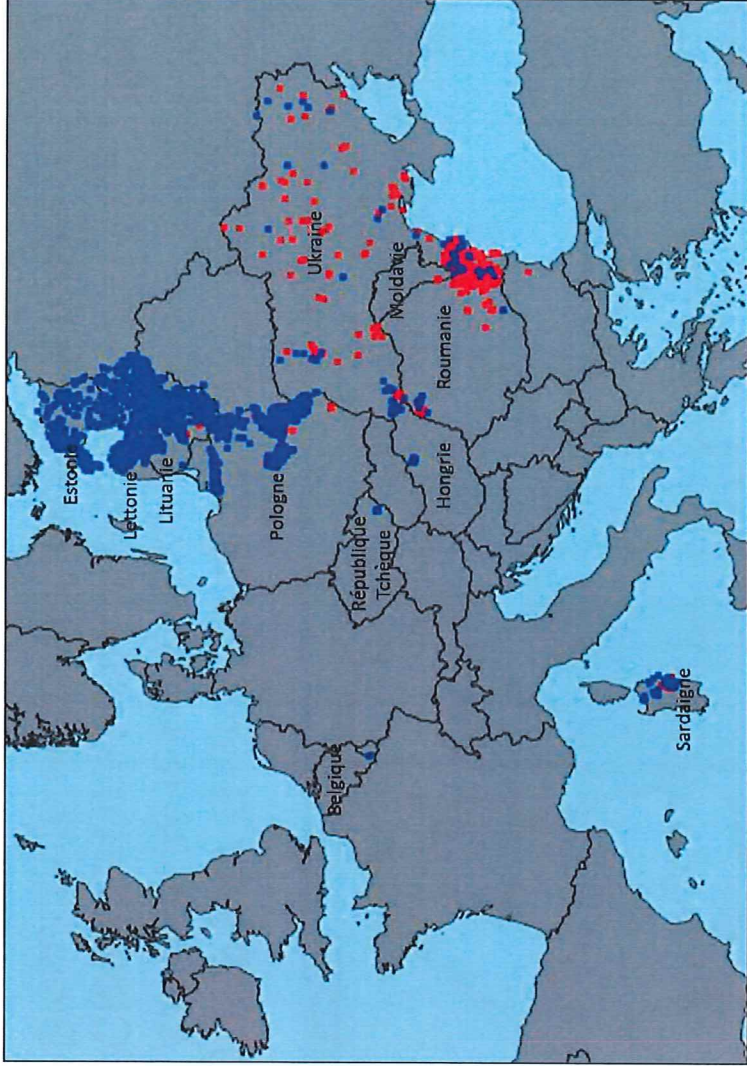 Estonie
Lettonie
Lituanie
Pologne
République
Tchèque
Belgique
Hongrie
Ukraine
Moldavie
Roumanie
Sardaigne